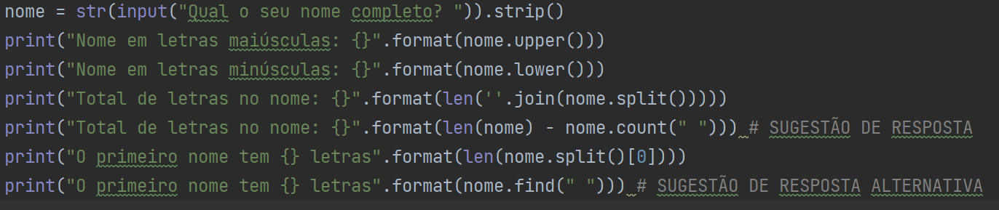 nome = str(input("Qual o seu nome completo? ")).strip()
print("Nome em letras maiúsculas: {}".format(nome.upper()))
print("Nome em letras minúsculas: {}".format(nome.lower()))
print("Total de letras no nome: {}".format(len(''.join(nome.split()))))
print("Total de letras no nome: {}".format(len(nome) - nome.count(" "))) # SUGESTÃO DE RESPOSTA
print("O primeiro nome tem {} letras".format(len(nome.split()[0])))
print("O primeiro nome tem {} letras".format(nome.find(" "))) # SUGESTÃO DE RESPOSTA ALTERNATIVA